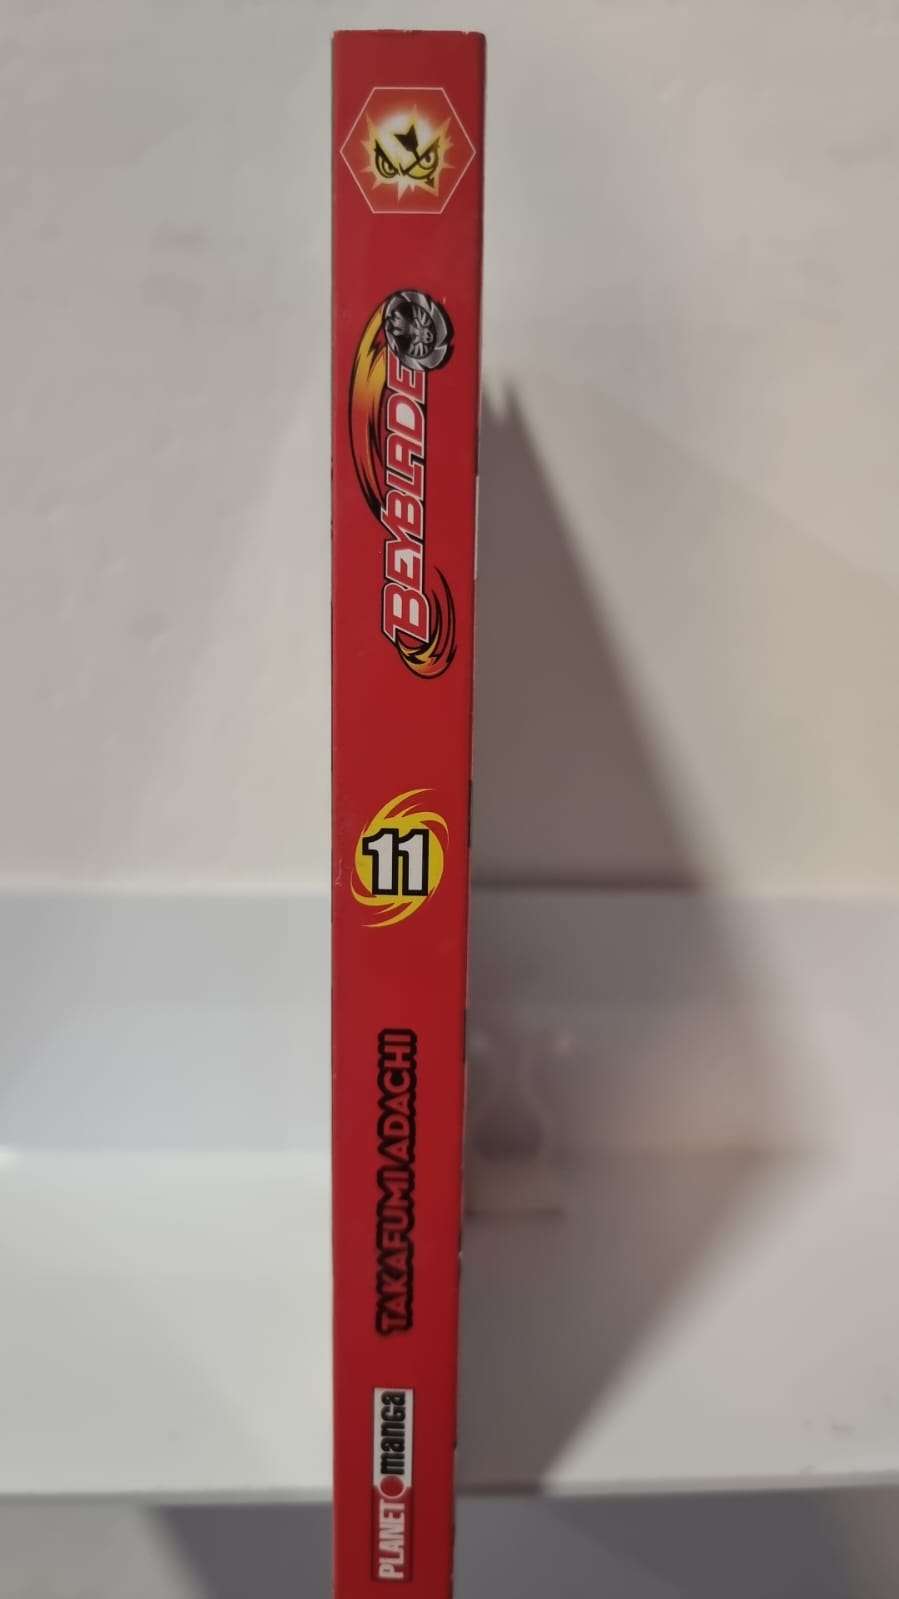 BEYBLADE
11
TAKAFUMI ADACHI
PLANET manga